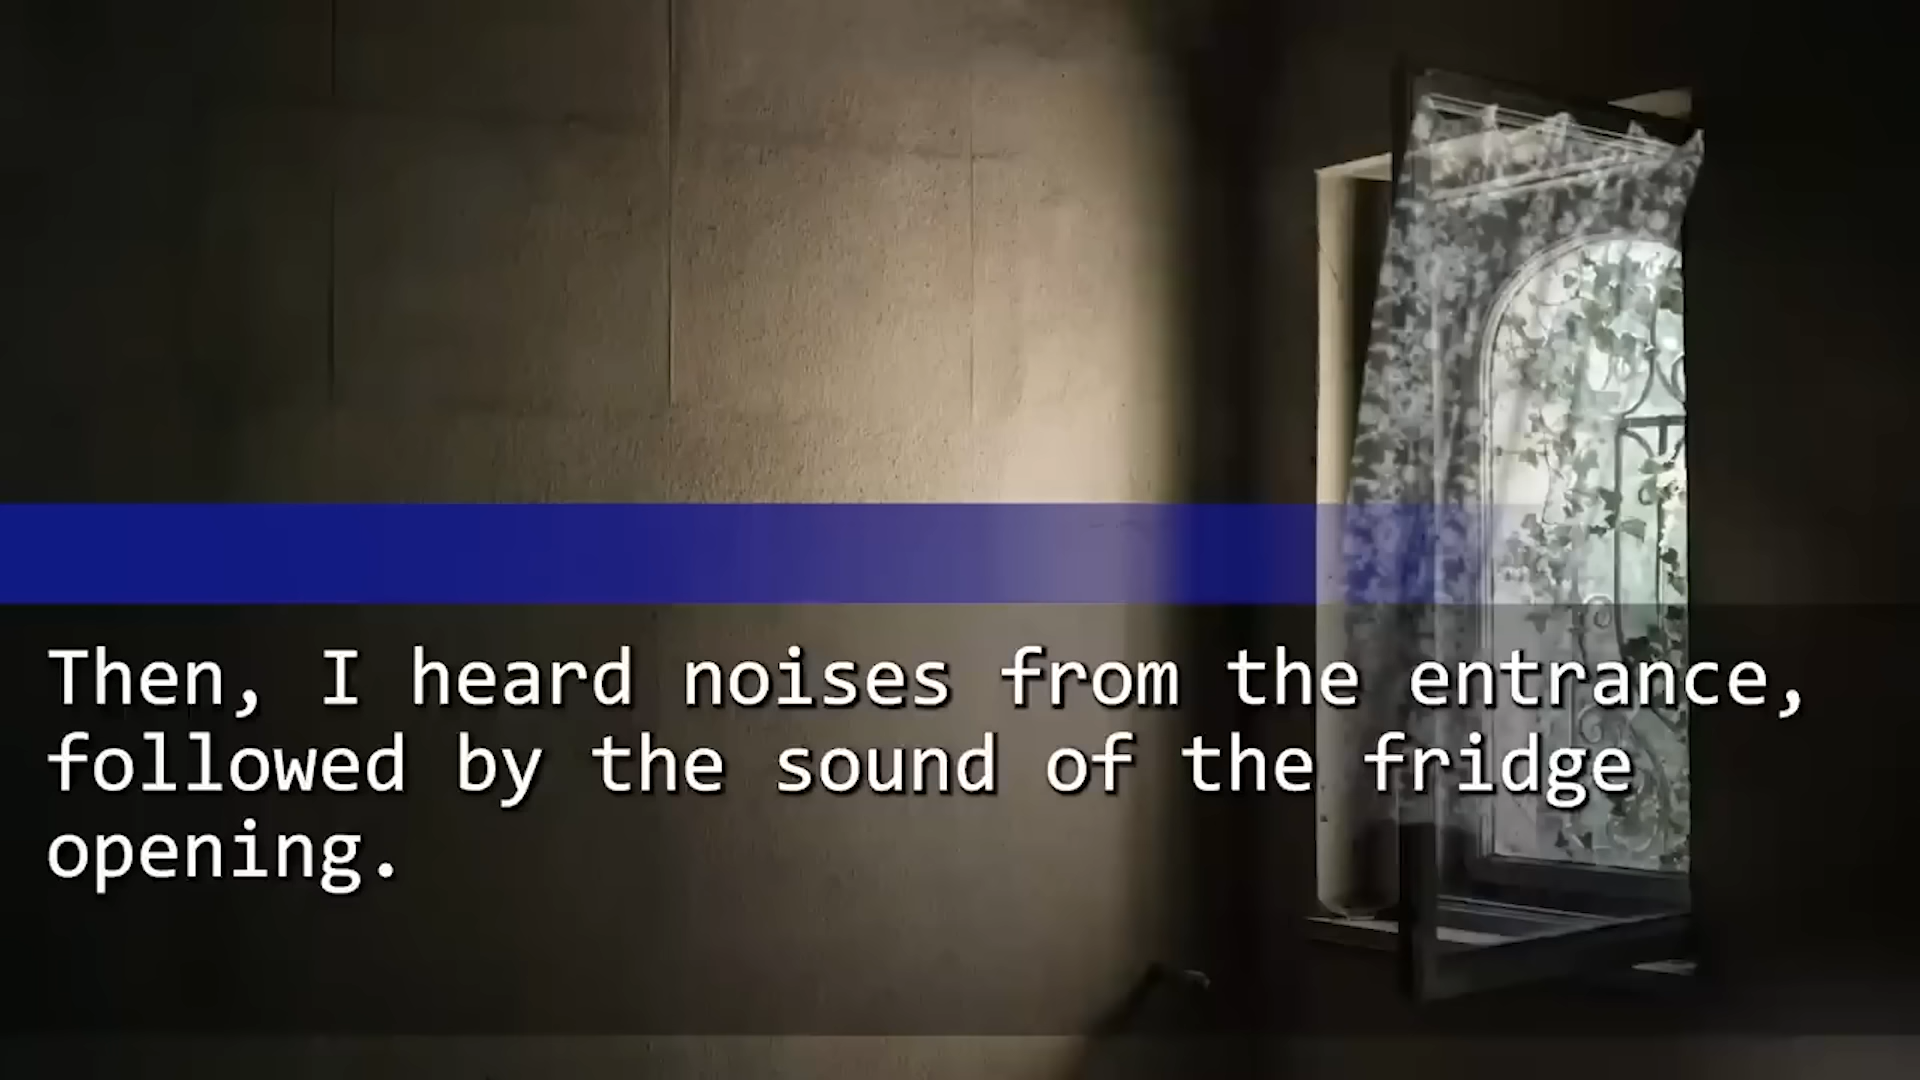 Then, I heard noises from the entrance,
followed by the sound of the fridge
opening.